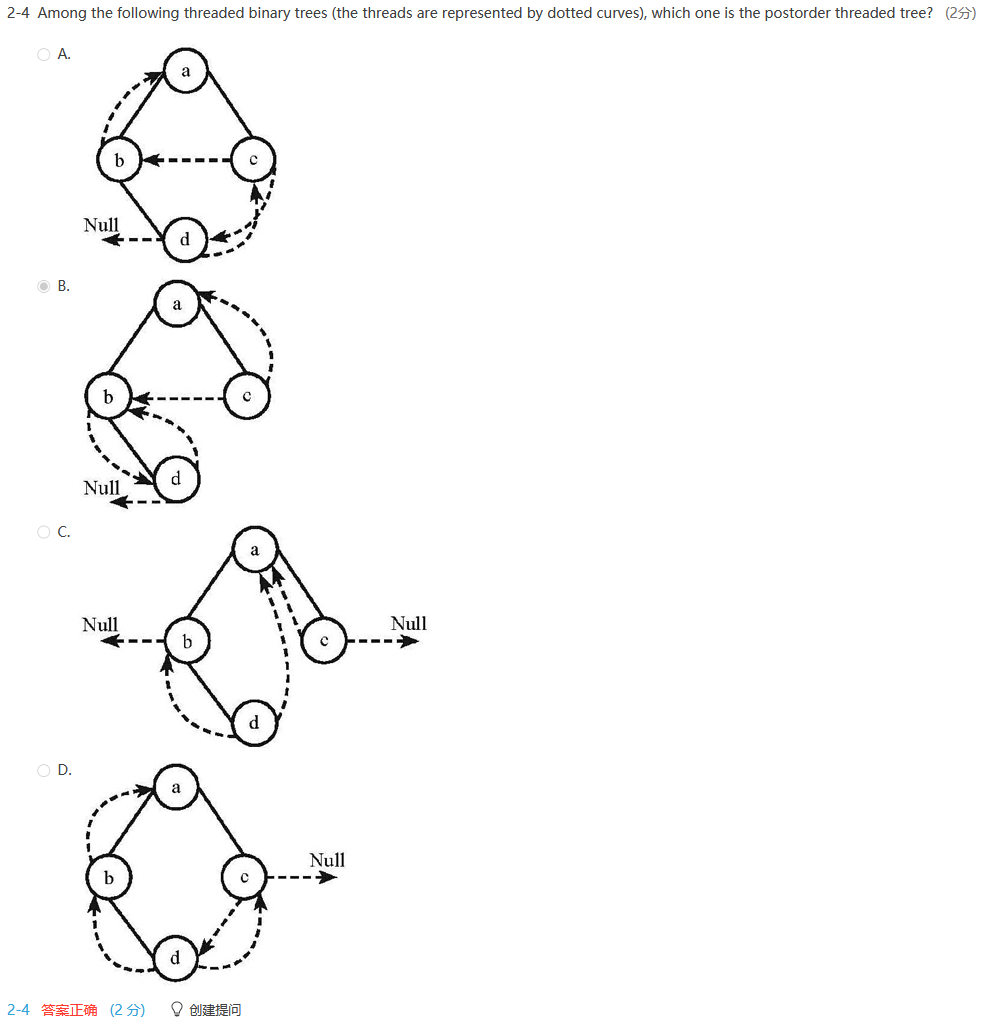 2-4 Among the following threaded binary trees (the threads are represented by dotted curves), which one is the postorder threaded tree? (2分)
A.
a
b
c
Null
d
B.
a
b
c
d
Null
C.
a
Null
Null
b
c
d
D.
a
Null
b
c
d
2-4 答案正确 (2 分) 创建提问